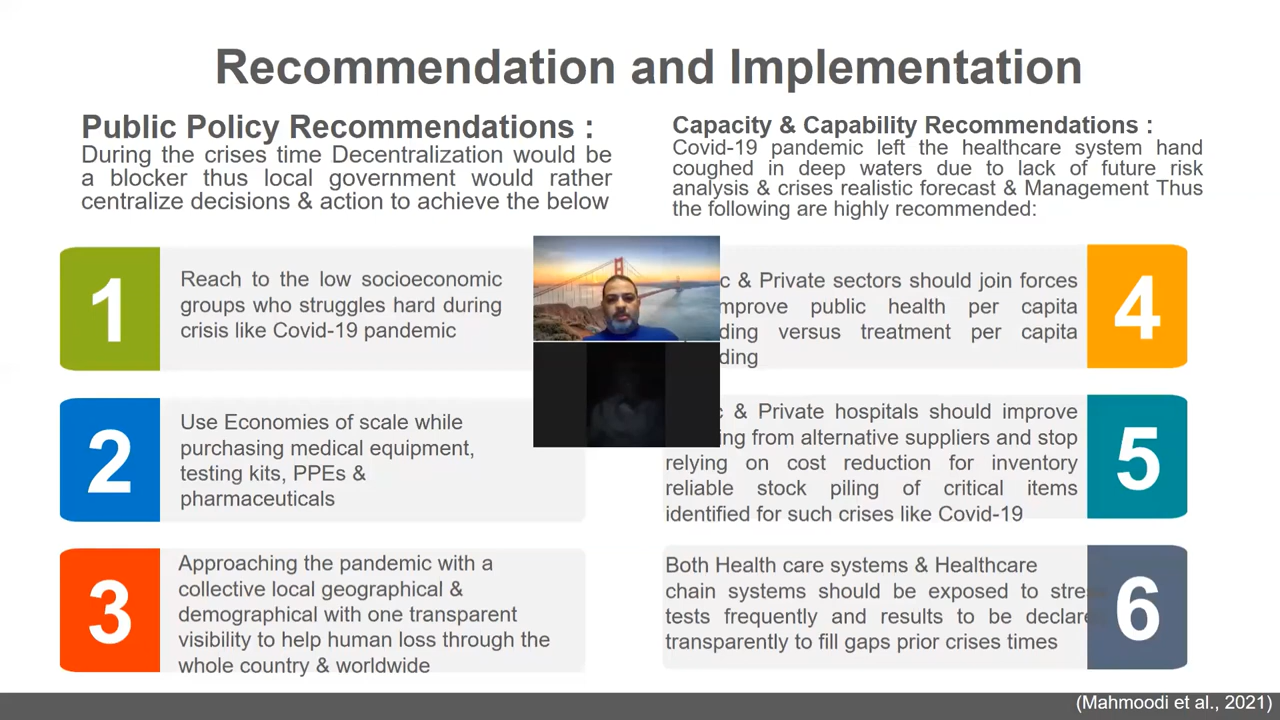 Recommendation and Implementation
Public Policy Recommendations :
During the crises time Decentralization would be
a blocker thus local government would rather
centralize decisions & action to achieve the below
1
Reach to the low socioeconomic
groups who struggles hard during
crisis like Covid-19 pandemic
2
Use Economies of scale while
purchasing medical equipment,
testing kits, PPEs &
pharmaceuticals
3
Approaching the pandemic with a
collective local geographical &
demographical with one transparent
visibility to help human loss through the
whole country & worldwide
Capacity & Capability Recommendations :
Covid-19 pandemic left the healthcare system hand
coughed in deep waters due to lack of future risk
analysis & crises realistic forecast & Management Thus
the following are highly recommended:
& Private sectors should join forces
public health per capita
versus treatment per capita
4
& Private hospitals should improve
from alternative suppliers and stop
relying on cost reduction for inventory
reliable stock piling of critical items
identified for such crises like Covid-19
5
Both Health care systems & Healthcare
chain systems should be exposed to
tests frequently and results to be
transparently to fill gaps prior crises times
6
(Mahmoodi et al., 2021)